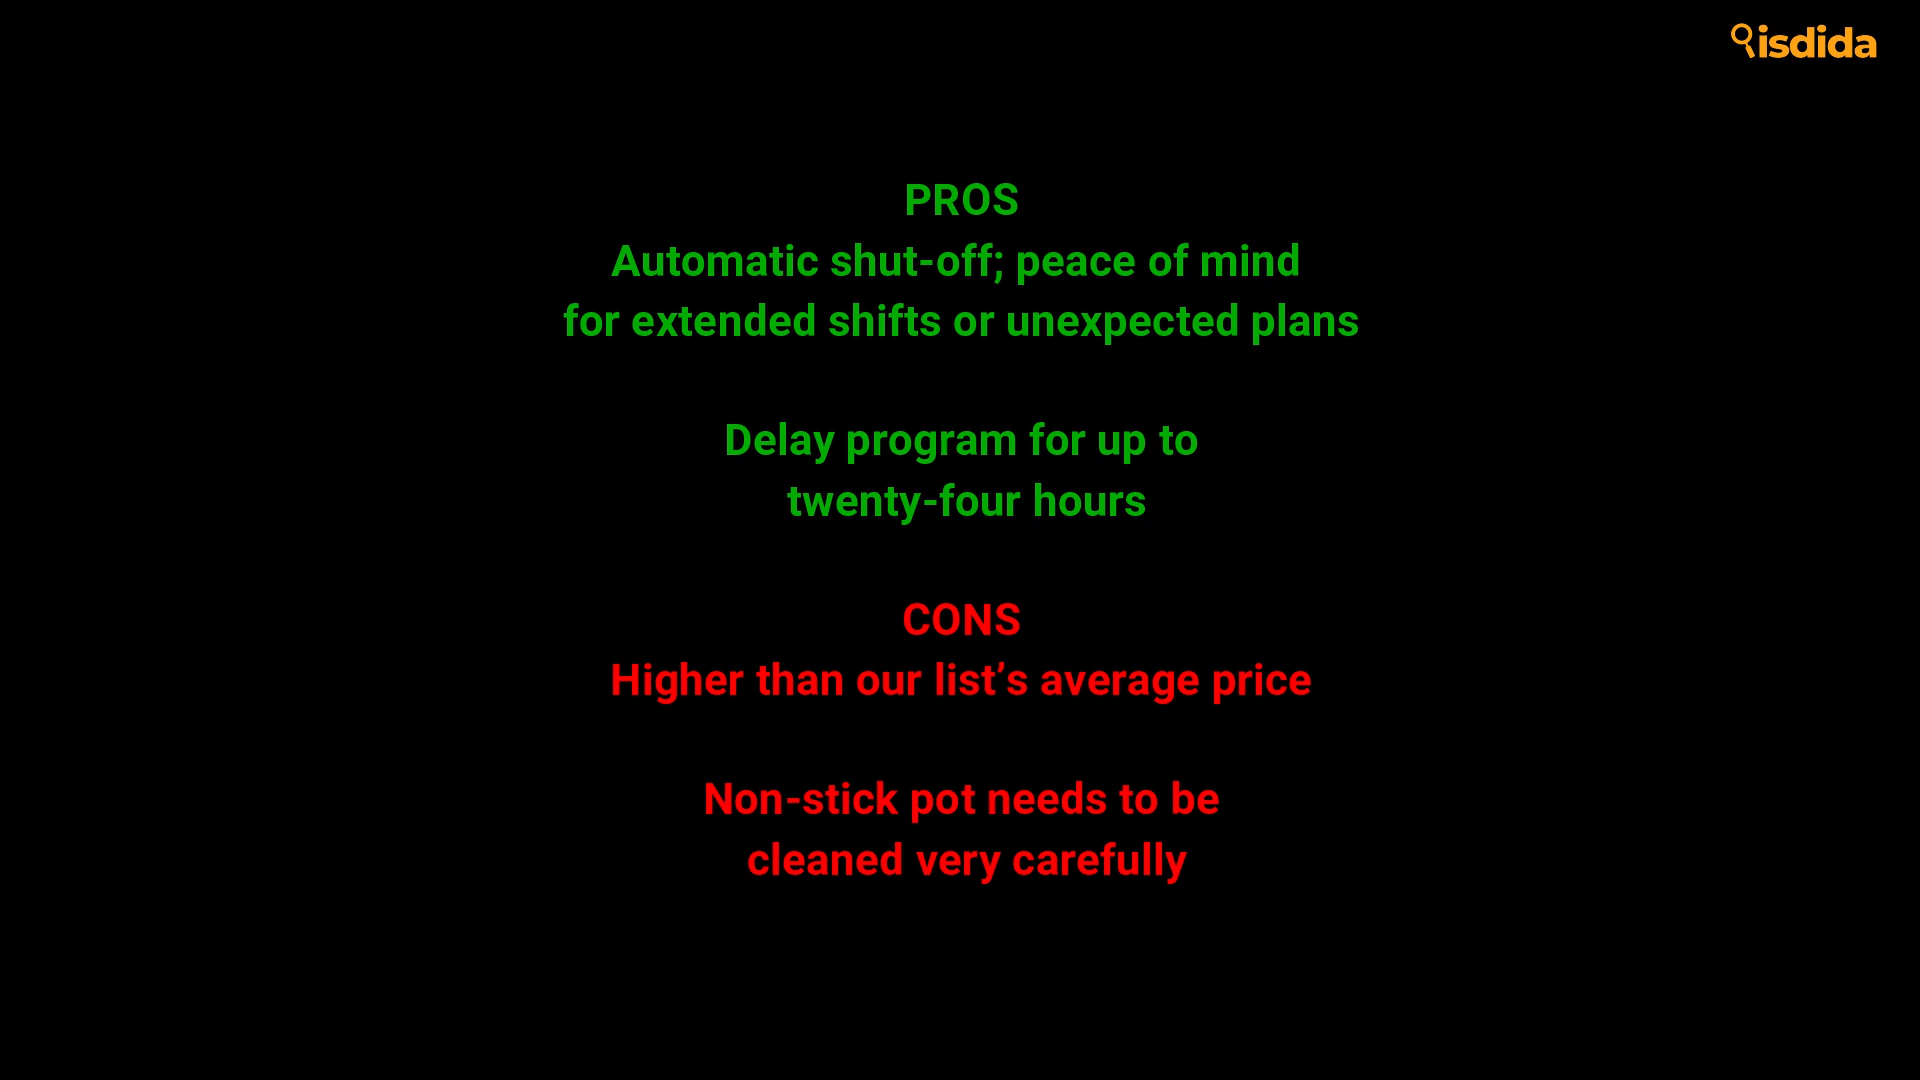 isdida
PROS
Automatic shut-off; peace of mind
for extended shifts or unexpected plans
Delay program for up to
twenty-four hours
CONS
Higher than our list’s average price
Non-stick pot needs to be
cleaned very carefully